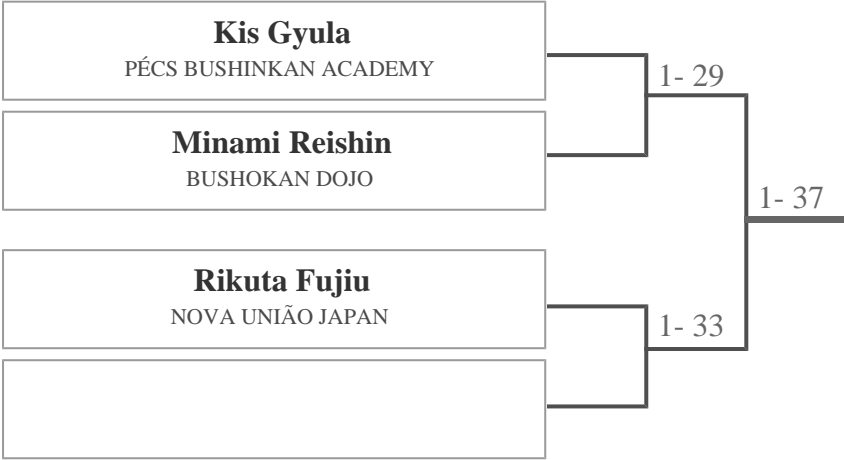 Kis Gyula
PÉCS BUSHINKAN ACADEMY
1- 29
Minami Reishin
BUSHOKAN DOJO
1- 37
Rikuta Fujiu
NOVA UNIÃO JAPAN
1- 33